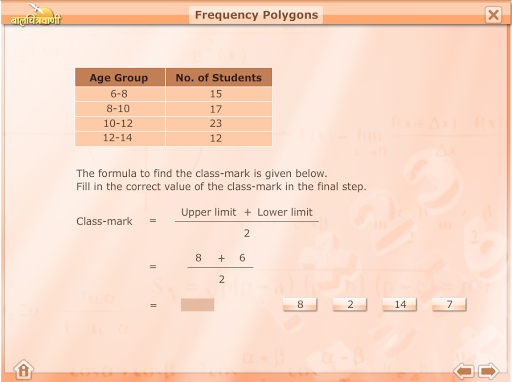 बालचित्रवाणी
Frequency Polygons
Age Group No. of Students
6-8 15
8-10 17
10-12 23
12-14 12
The formula to find the class-mark is given below.
Fill in the correct value of the class-mark in the final step.
Class-mark = Upper limit + Lower limit
2
= 8 + 6
2
=
8 2 14 7